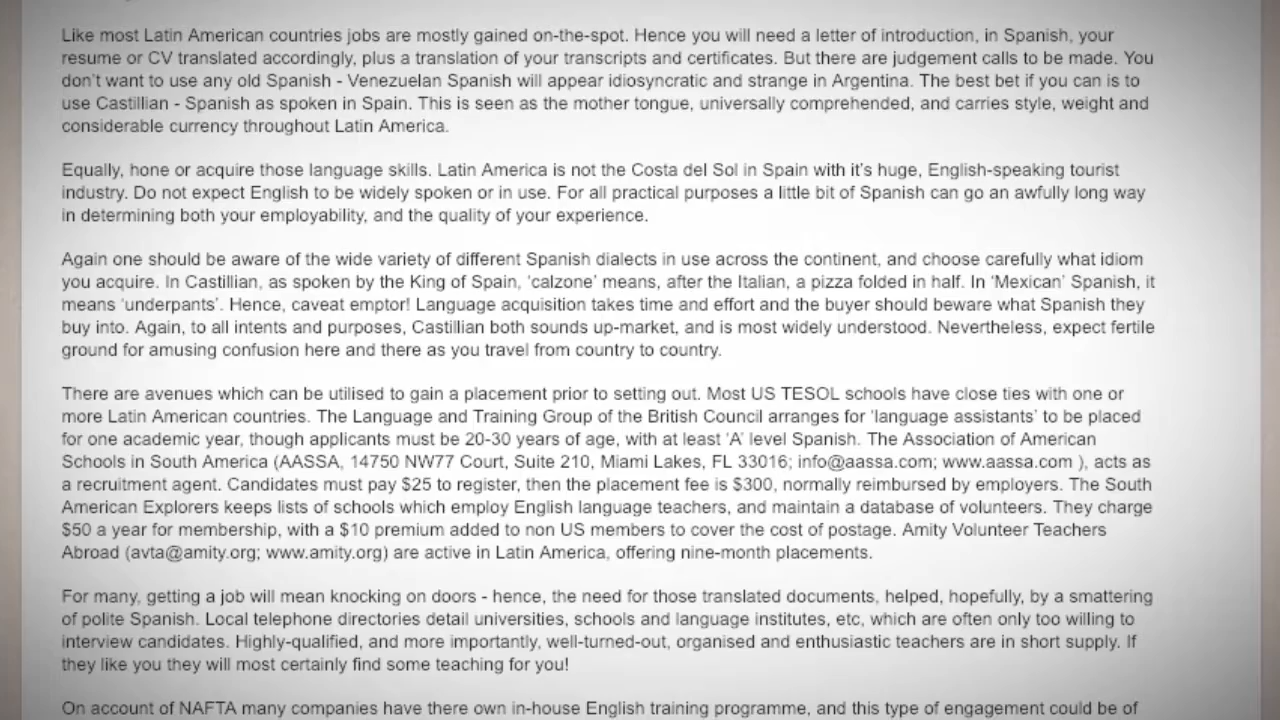 Like most Latin American countries jobs are mostly gained on-the-spot. Hence you will need a letter of introduction, in Spanish, your
resume or CV translated accordingly, plus a translation of your transcripts and certificates. But there are judgement calls to be made. You
don't want to use any old Spanish - Venezuelan Spanish will appear idiosyncratic and strange in Argentina. The best bet if you can is to
use Castillian - Spanish as spoken in Spain. This is seen as the mother tongue, universally comprehended, and carries style, weight and
considerable currency throughout Latin America.
Equally, hone or acquire those language skills. Latin America is not the Costa del Sol in Spain with it's huge, English-speaking tourist
industry. Do not expect English to be widely spoken or in use. For all practical purposes a little bit of Spanish can go an awfully long way
in determining both your employability, and the quality of your experience.
Again one should be aware of the wide variety of different Spanish dialects in use across the continent, and choose carefully what idiom
you acquire. In Castillian, as spoken by the King of Spain, 'calzone' means, after the Italian, a pizza folded in half. In 'Mexican' Spanish, it
means 'underpants'. Hence, caveat emptor! Language acquisition takes time and effort and the buyer should beware what Spanish they
buy into. Again, to all intents and purposes, Castillian both sounds up-market, and is most widely understood. Nevertheless, expect fertile
ground for amusing confusion here and there as you travel from country to country.
There are avenues which can be utilised to gain a placement prior to setting out. Most US TESOL schools have close ties with one or
more Latin American countries. The Language and Training Group of the British Council arranges for 'language assistants' to be placed
for one academic year, though applicants must be 20-30 years of age, with at least 'A' level Spanish. The Association of American
Schools in South America (AASSA, 14750 NW77 Court, Suite 210, Miami Lakes, FL 33016; info@aassa.com; www.aassa.com ), acts as
a recruitment agent. Candidates must pay $25 to register, then the placement fee is $300, normally reimbursed by employers. The South
American Explorers keeps lists of schools which employ English language teachers, and maintain a database of volunteers. They charge
$50 a year for membership, with a $10 premium added to non US members to cover the cost of postage. Amity Volunteer Teachers
Abroad (avta@amity.org; www.amity.org) are active in Latin America, offering nine-month placements.
For many, getting a job will mean knocking on doors - hence, the need for those translated documents, helped, hopefully, by a smattering
of polite Spanish. Local telephone directories detail universities, schools and language institutes, etc, which are often only too willing to
interview candidates. Highly-qualified, and more importantly, well-turned-out, organised and enthusiastic teachers are in short supply. If
they like you they will most certainly find some teaching for you!
On account of NAFTA many companies have there own in-house English training programme, and this type of engagement could be of